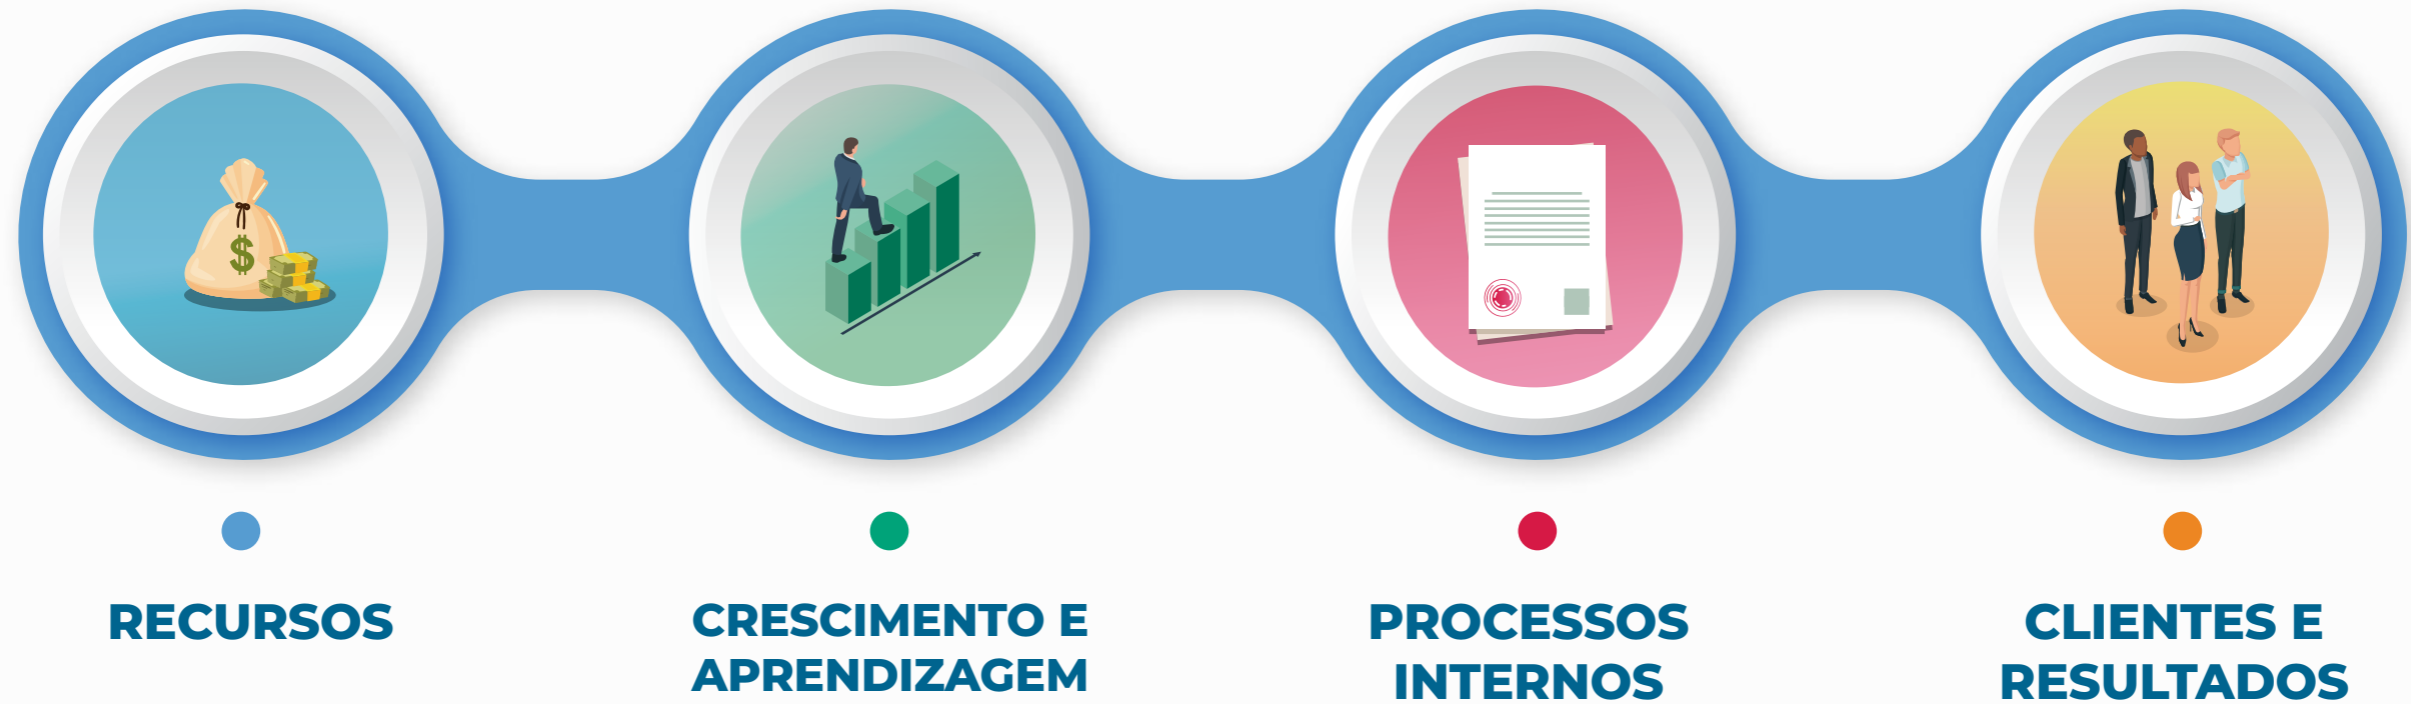 RECURSOS
CRESCIMENTO E
APRENDIZAGEM
PROCESSOS
INTERNOS
CLIENTES E
RESULTADOS
$